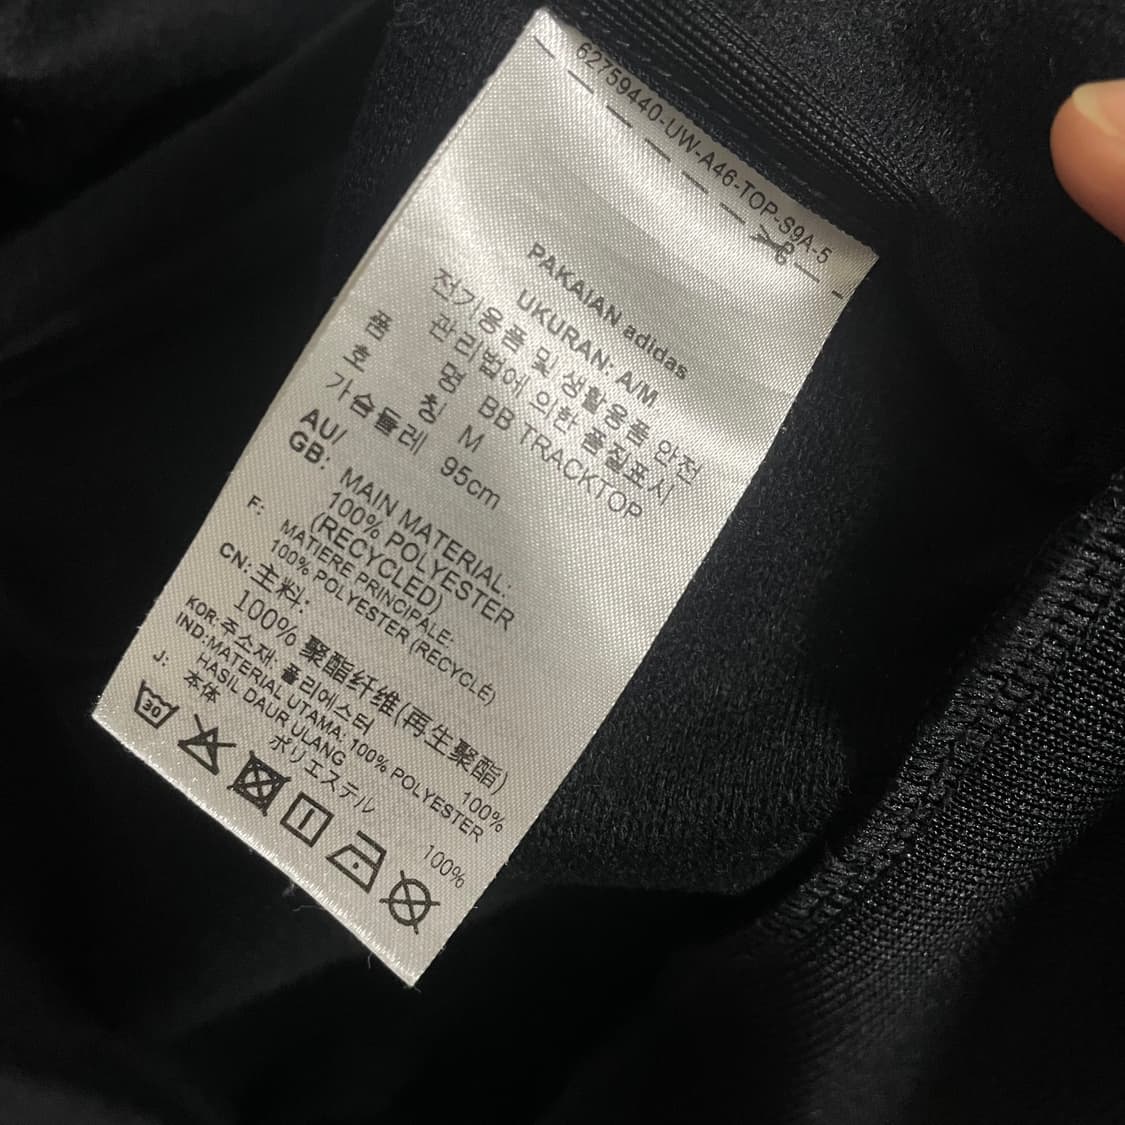 62759440-UW-A46-TOP-S9A-5
PAKAIAN adidas
UKURAN: A/M
전기용품 및 생활용품 안전
관리법에 의한 품질표시
품 명 BB TRACKTOP
호 칭 M
가슴둘레 95cm
AU/
GB: MAIN MATERIAL:
100% POLYESTER
(RECYCLED)
F: MATIERE PRINCIPALE:
100% POLYESTER (RECYCLÉ)
CN: 主料:
100% 聚酯纤维(再生聚酯)
KOR: 주소재: 폴리에스터 100%
IND: MATERIAL UTAMA: 100% POLYESTER
HASIL DAUR ULANG
J: 本体
ポリエステル 100%
30